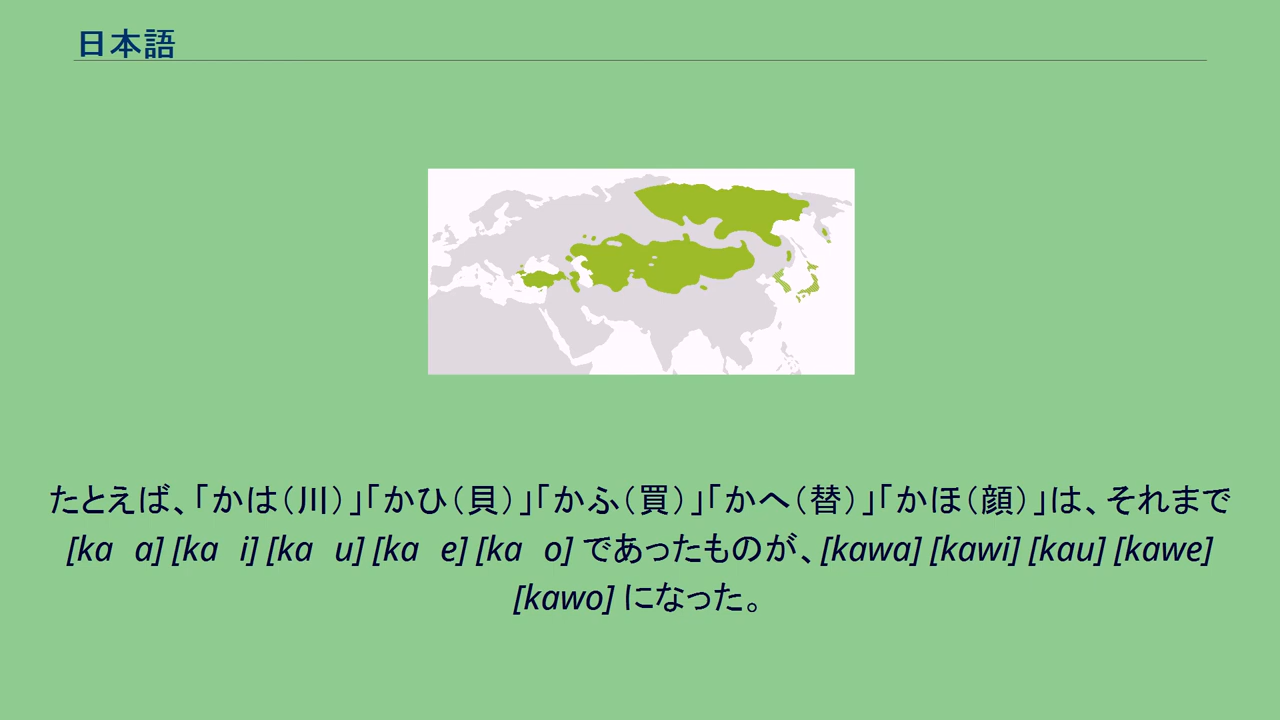 日本語
たとえば、「かは(川)」「かひ(貝)」「かふ(買)」「かへ(替)」「かほ(顔)」は、それまで
[ka a] [ka i] [ka u] [ka e] [ka o] であったものが、[kawa] [kawi] [kau] [kawe]
[kawo] になった。